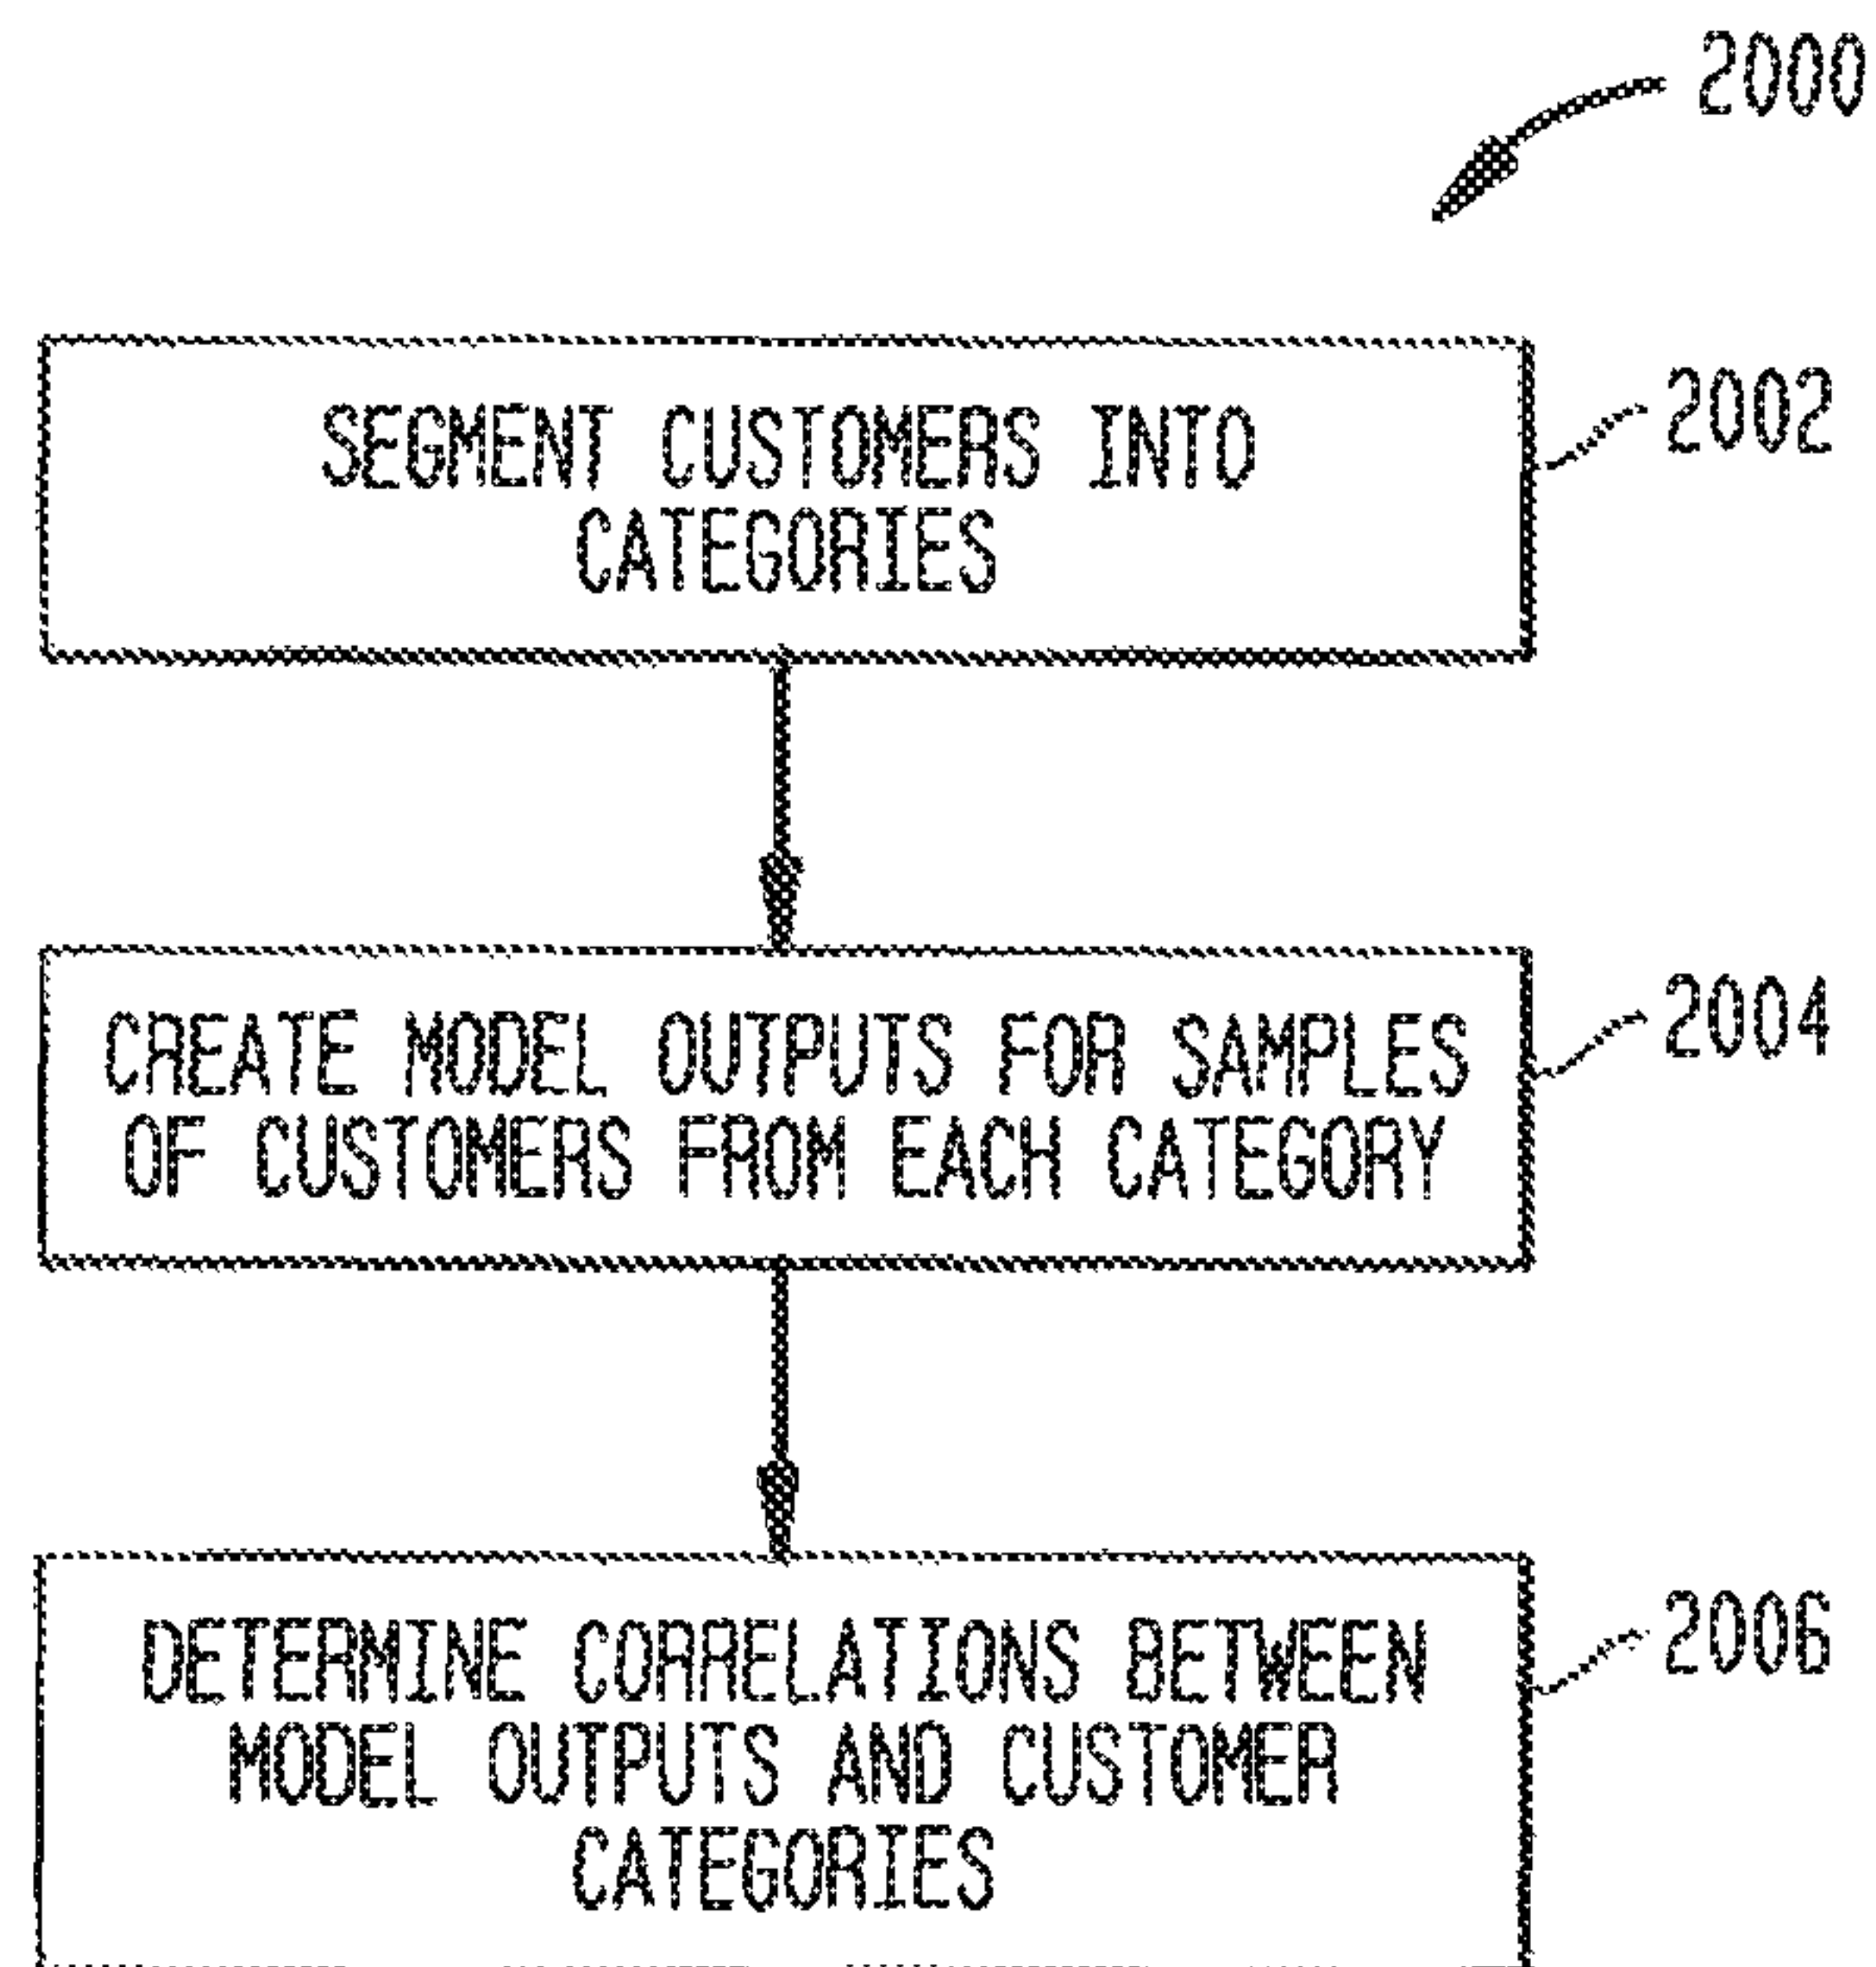 2000
SEGMENT CUSTOMERS INTO
CATEGORIES
2002
CREATE MODEL OUTPUTS FOR SAMPLES
OF CUSTOMERS FROM EACH CATEGORY
2004
DETERMINE CORRELATIONS BETWEEN
MODEL OUTPUTS AND CUSTOMER
CATEGORIES
2006